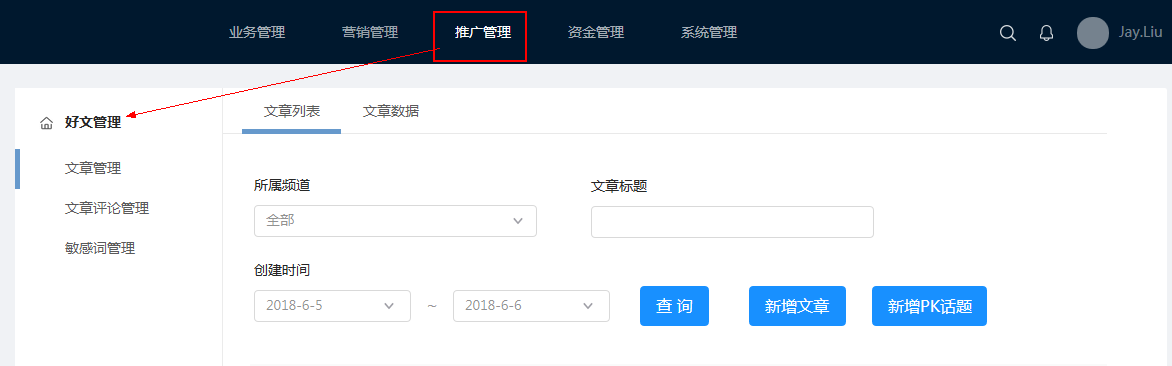 业务管理 营销管理 推广管理 资金管理 系统管理 Jay.Liu
好文管理
文章管理
文章评论管理
敏感词管理
文章列表 文章数据
所属频道 文章标题
全部
创建时间
2018-6-5 ~ 2018-6-6 查 询 新增文章 新增PK话题